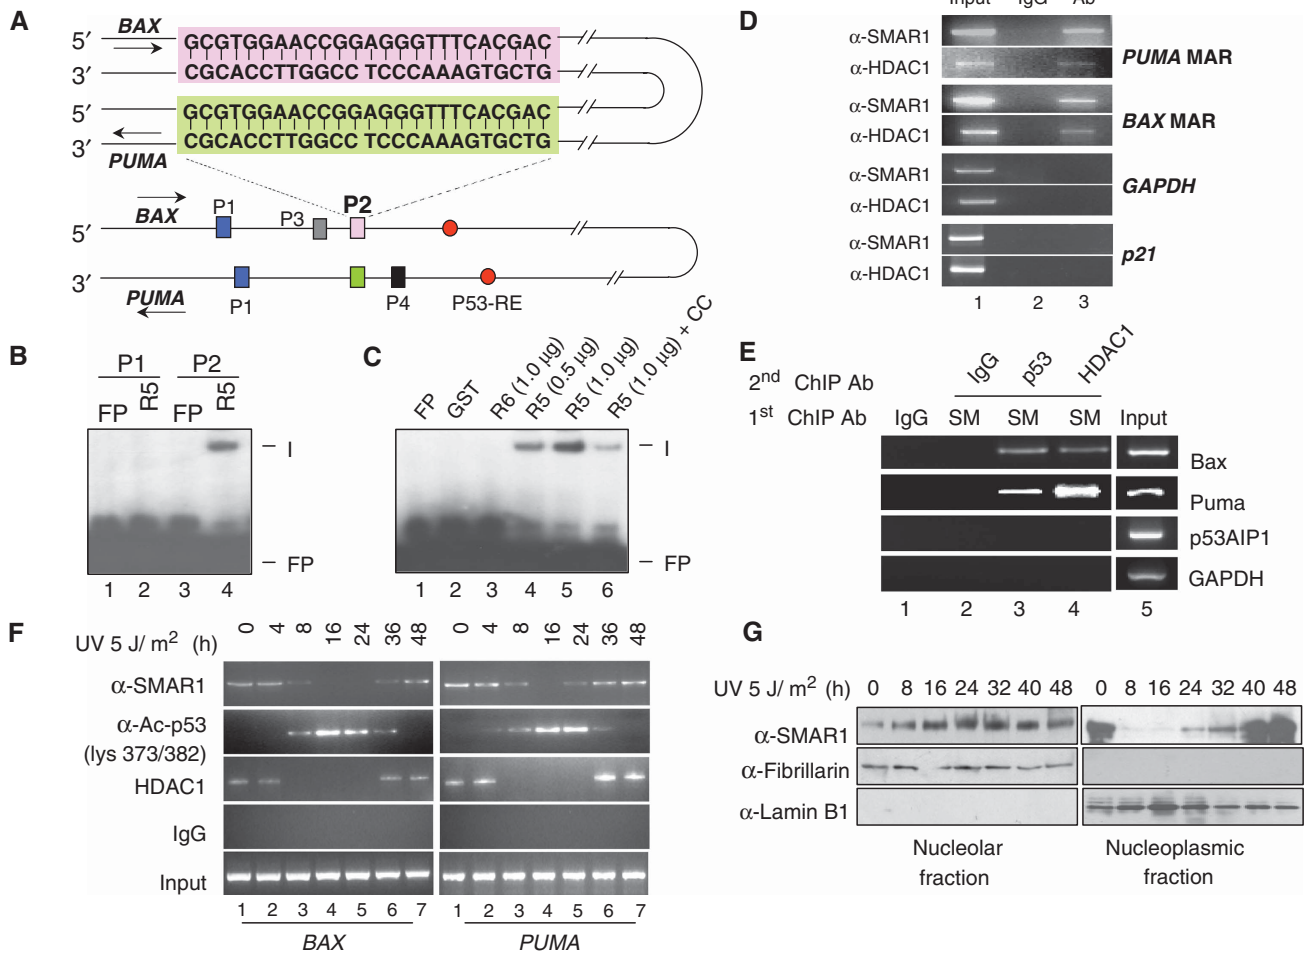 A
BAX
5′ GCGTGGAACCGGAGGGTTTCACGAC
3′ CGCACCTTGGCC TCCCAAAGTGCTG
5′ GCGTGGAACCGGAGGGTTTCACGAC
3′ CGCACCTTGGCC TCCCAAAGTGCTG
PUMA
BAX P1 P3 P2
5′
3′
PUMA P1 P4 P53-RE
B
P1 P2
FP R5 FP R5
I
FP
1 2 3 4
C
FP GST R6 (1.0 µg) R5 (0.5 µg) R5 (1.0 µg) R5 (1.0 µg) + CC
I
FP
1 2 3 4 5 6
D
Input IgG Ab
α-SMAR1
α-HDAC1
PUMA MAR
α-SMAR1
α-HDAC1
BAX MAR
α-SMAR1
α-HDAC1
GAPDH
α-SMAR1
α-HDAC1
p21
1 2 3
E
2nd ChIP Ab IgG p53 HDAC1
1st ChIP Ab IgG SM SM SM Input
Bax
Puma
p53AIP1
GAPDH
1 2 3 4 5
F
UV 5 J/ m2 (h) 0 4 8 16 24 36 48 0 4 8 16 24 36 48
α-SMAR1
α-Ac-p53
(lys 373/382)
HDAC1
IgG
Input
1 2 3 4 5 6 7 1 2 3 4 5 6 7
BAX PUMA
G
UV 5 J/ m2 (h) 0 8 16 24 32 40 48 0 8 16 24 32 40 48
α-SMAR1
α-Fibrillarin
α-Lamin B1
Nucleolar
fraction
Nucleoplasmic
fraction